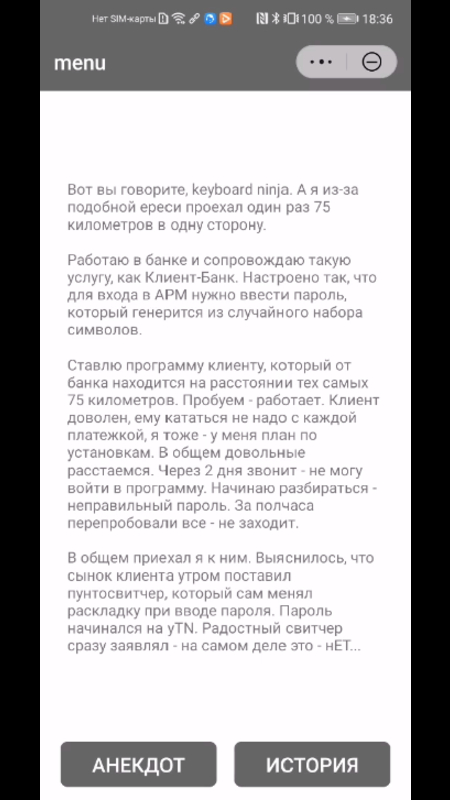 Нет SIM-карты 100 % 18:36
menu
Вот вы говорите, keyboard ninja. А я из-за
подобной ереси проехал один раз 75
километров в одну сторону.
Работаю в банке и сопровождаю такую
услугу, как Клиент-Банк. Настроено так, что
для входа в АРМ нужно ввести пароль,
который генерится из случайного набора
символов.
Ставлю программу клиенту, который от
банка находится на расстоянии тех самых
75 километров. Пробуем - работает. Клиент
доволен, ему кататься не надо с каждой
платежкой, я тоже - у меня план по
установкам. В общем довольные
расстаемся. Через 2 дня звонит - не могу
войти в программу. Начинаю разбираться -
неправильный пароль. За полчаса
перепробовали все - не заходит.
В общем приехал я к ним. Выяснилось, что
сынок клиента утром поставил
пунтосвитчер, который сам менял
раскладку при вводе пароля. Пароль
начинался на yTN. Радостный свитчер
сразу заявлял - на самом деле это - нЕТ...
АНЕКДОТ
ИСТОРИЯ